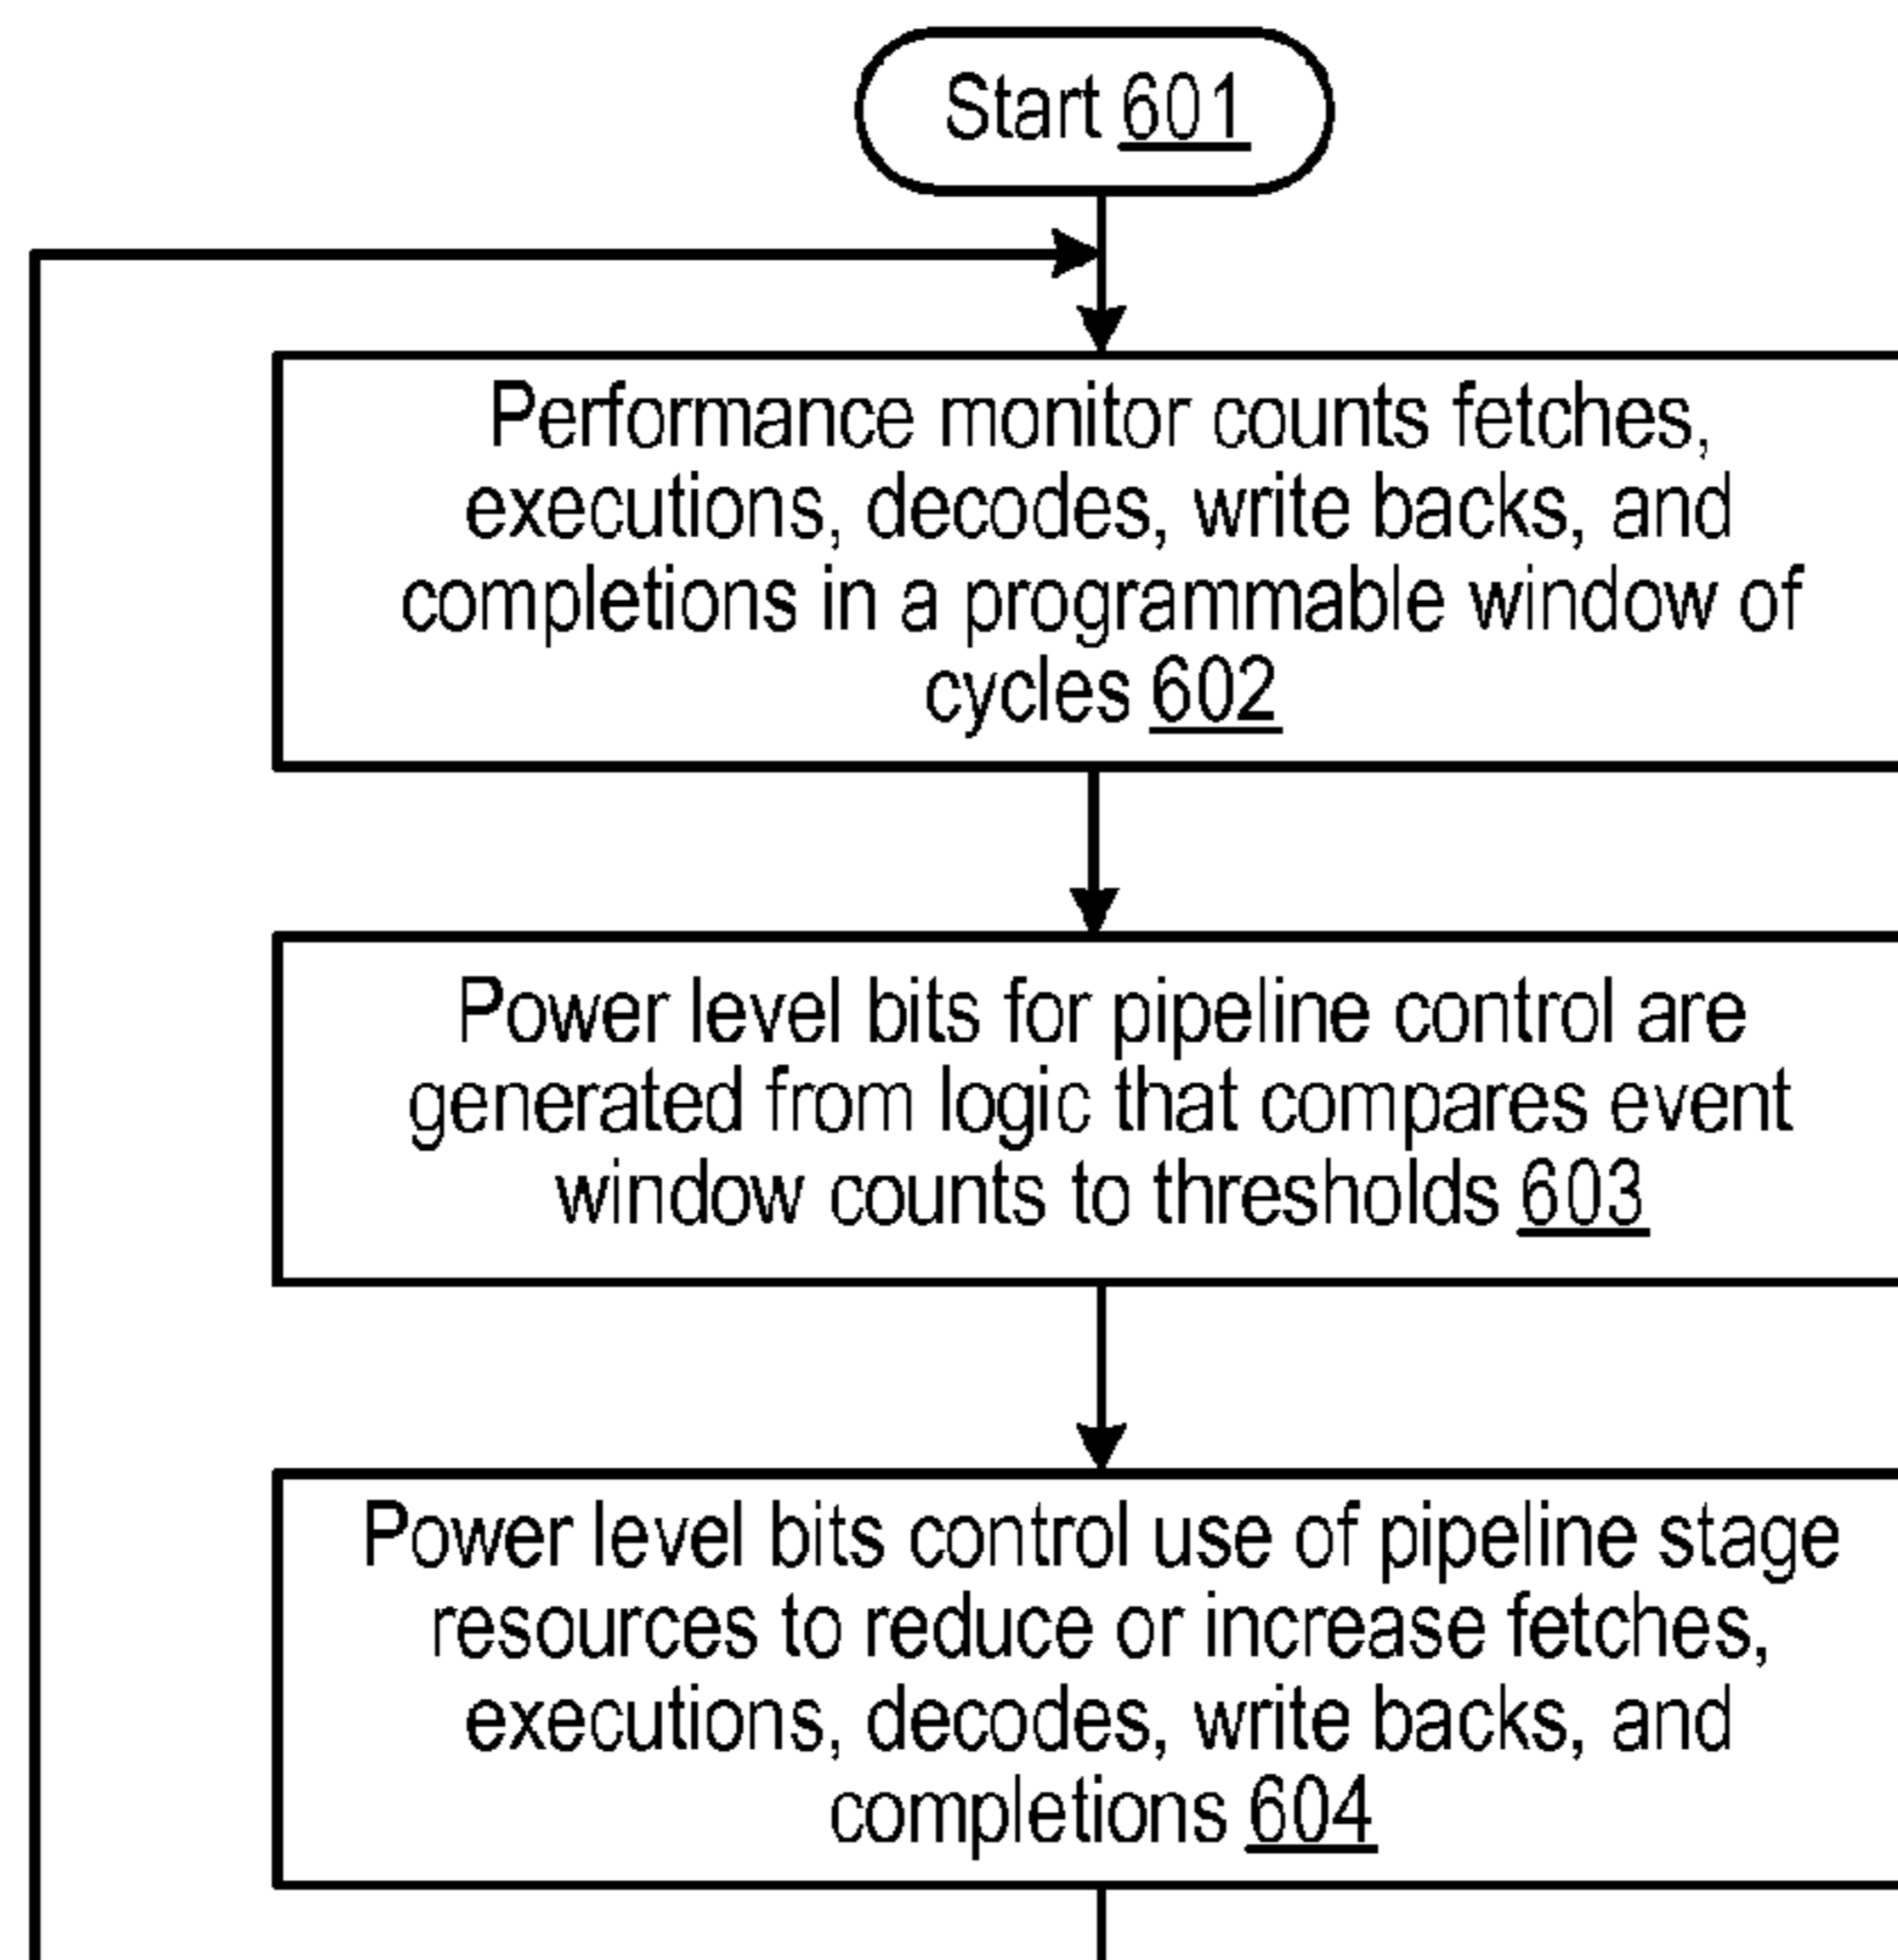 Start 601
Performance monitor counts fetches,
executions, decodes, write backs, and
completions in a programmable window of
cycles 602
Power level bits for pipeline control are
generated from logic that compares event
window counts to thresholds 603
Power level bits control use of pipeline stage
resources to reduce or increase fetches,
executions, decodes, write backs, and
completions 604